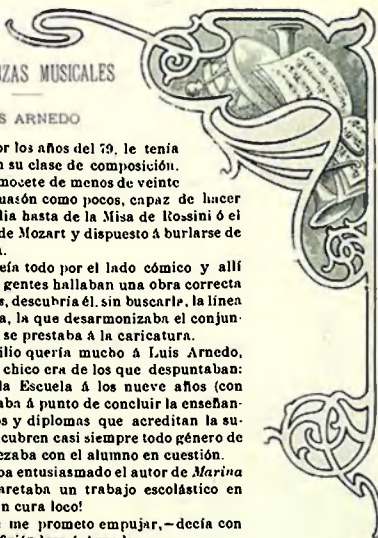 ZAS MUSICALES
S ARNEDO
or los años del 79, le tenía
n su clase de composición.
mocete de menos de veinte
uasón como pocos, capaz de hacer
lia hasta de la Misa de Rossini ó el
de Mozart y dispuesto á burlarse de
a.
eía todo por el lado cómico y allí
gentes hallaban una obra correcta
s, descubría él, sin buscarle, la línea
a, la que desarmonizaba el conjun-
se prestaba á la caricatura.
ilio quería mucho á Luis Arnedo,
chico era de los que despuntaban:
la Escuela á los nueve años (con
aba á punto de concluir la enseñan-
os y diplomas que acreditan la su-
cubren casi siempre todo género de
ezaba con el alumno en cuestión.
ba entusiasmado el autor de Marina
aretaba un trabajo escolástico en
n cura loco!
e me prometo empujar,—decía con